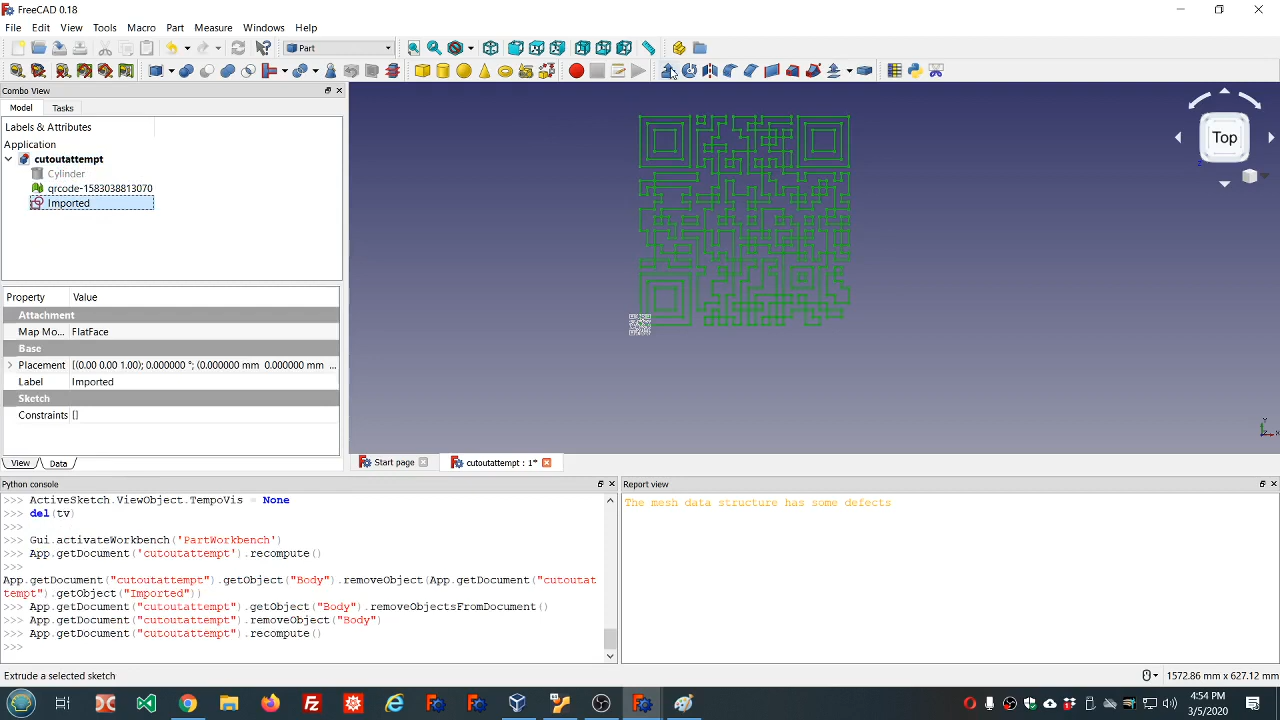 FreeCAD 0.18
File Edit View Tools Macro Part Measure Windows Help
Part
Combo View
Model Tasks
Labels & Attributes
Application
cutoutattempt
Cylinder
qrcode-1583033813070
Imported
Property Value
Attachment
Map Mo... FlatFace
Base
Placement [(0.00 0.00 1.00); 0.000000 °; (0.000000 mm 0.000000 mm ...
Label Imported
Sketch
Constraints []
View Data
Top
Start page cutoutattempt : 1*
Python console
>>> ActiveSketch.ViewObject.TempoVis = None
del(tv)
>>>
>>> Gui.activateWorkbench('PartWorkbench')
>>> App.getDocument('cutoutattempt').recompute()
>>>
App.getDocument("cutoutattempt").getObject("Body").removeObject(App.getDocument("cutoutat
tempt").getObject("Imported"))
>>> App.getDocument("cutoutattempt").getObject("Body").removeObjectsFromDocument()
>>> App.getDocument("cutoutattempt").removeObject("Body")
>>> App.getDocument("cutoutattempt").recompute()
>>>
Report view
The mesh data structure has some defects
Extrude a selected sketch
1572.86 mm x 627.12 mm
4:54 PM
3/5/2020